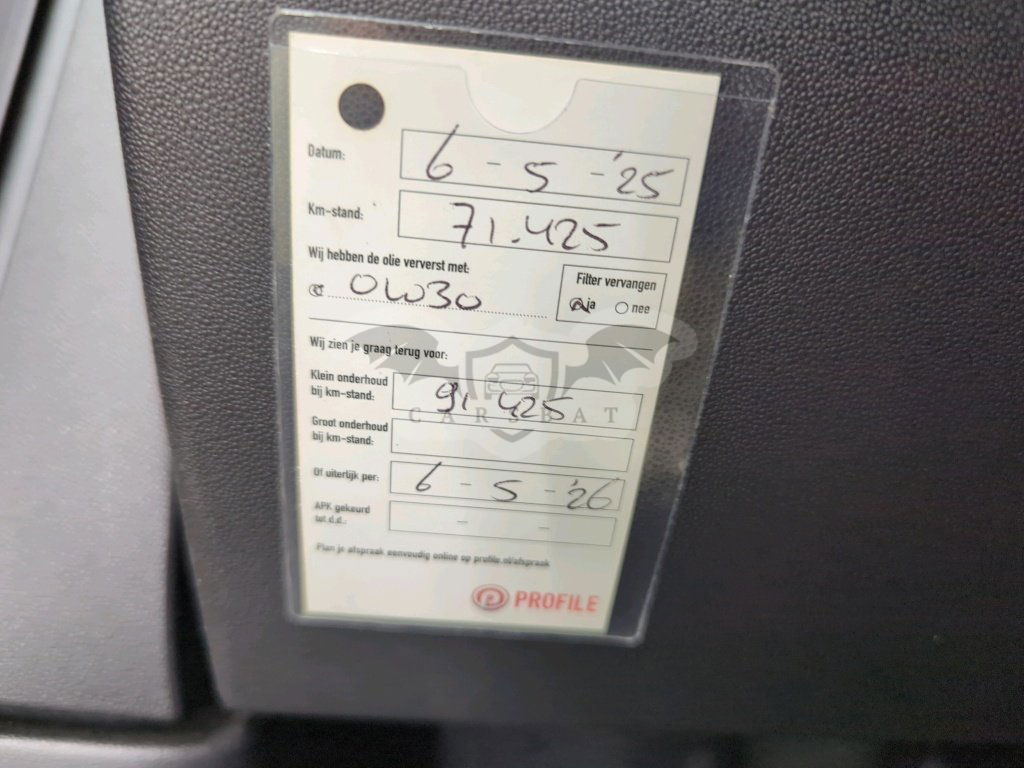 Datum: 6 - 5 - '25
Km-stand: 71.425
Wij hebben de olie ververst met:
0W30
Filter vervangen
ja nee
Wij zien je graag terug voor:
Klein onderhoud
bij km-stand: 91.425
CARSBAT
Groot onderhoud
bij km-stand:
Of uiterlijk per: 6 - 5 - '26
APK gekeurd
tot d.d.: - -
Plan je afspraak eenvoudig online op profile.nl/afspraak
PROFILE